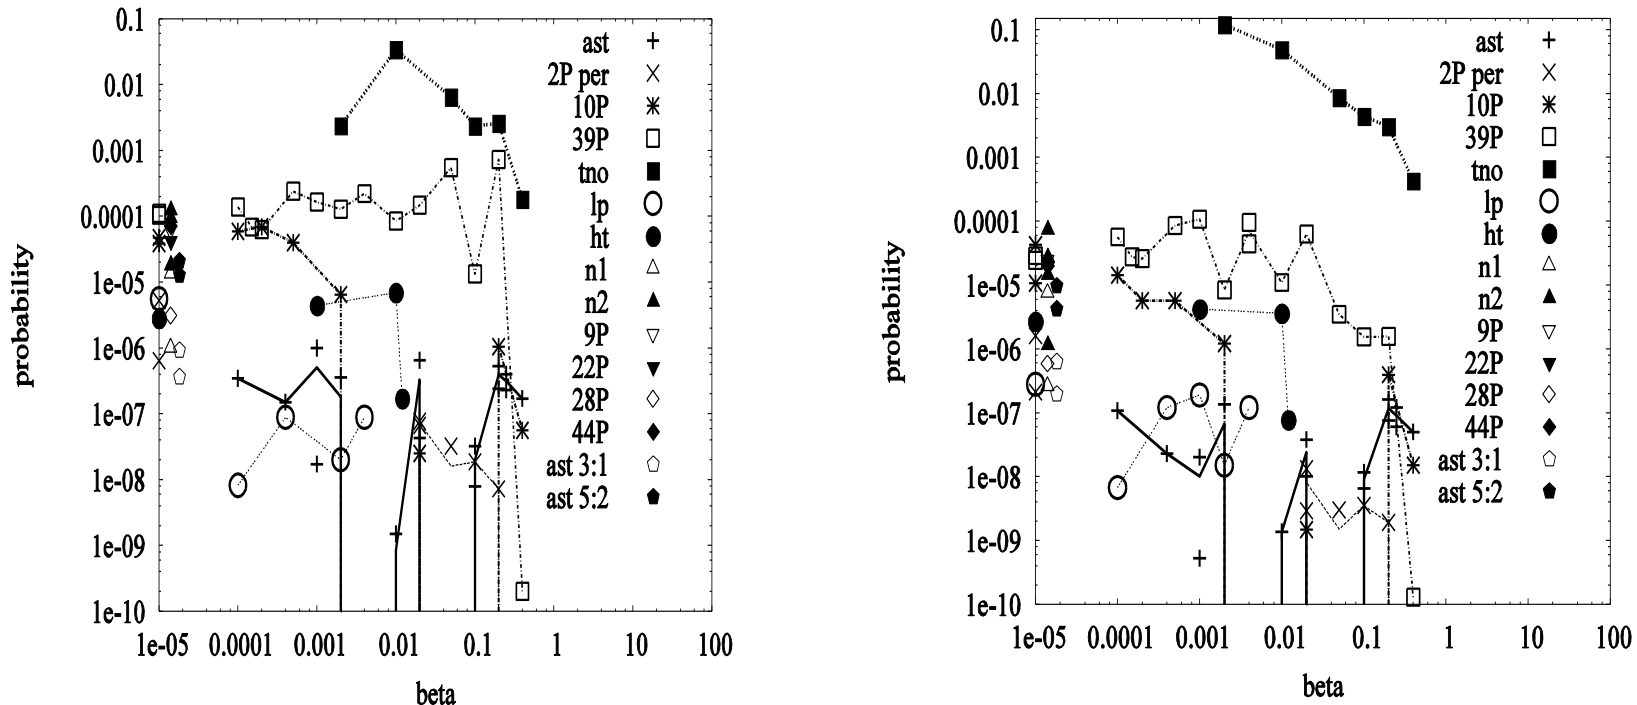 0.1
0.01
0.001
0.0001
1e-05
1e-06
1e-07
1e-08
1e-09
1e-10
1e-05 0.0001 0.001 0.01 0.1 1 10 100
probability
beta
ast
2P per
10P
39P
tno
lp
ht
n1
n2
9P
22P
28P
44P
ast 3:1
ast 5:2
0.1
0.01
0.001
0.0001
1e-05
1e-06
1e-07
1e-08
1e-09
1e-10
1e-05 0.0001 0.001 0.01 0.1 1 10 100
probability
beta
ast
2P per
10P
39P
tno
lp
ht
n1
n2
9P
22P
28P
44P
ast 3:1
ast 5:2